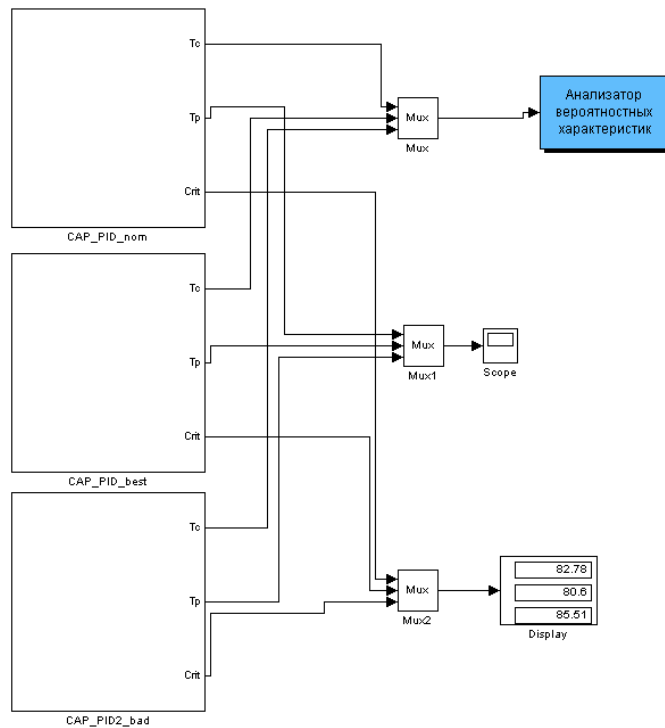 Tc
Tp
Crit
CAP_PID_nom
Mux
Mux
Анализатор
вероятностных
характеристик
Tc
Tp
Crit
CAP_PID_best
Mux
Mux1
Scope
Tc
Tp
Crit
CAP_PID2_bad
Mux
Mux2
82.78
80.6
85.51
Display